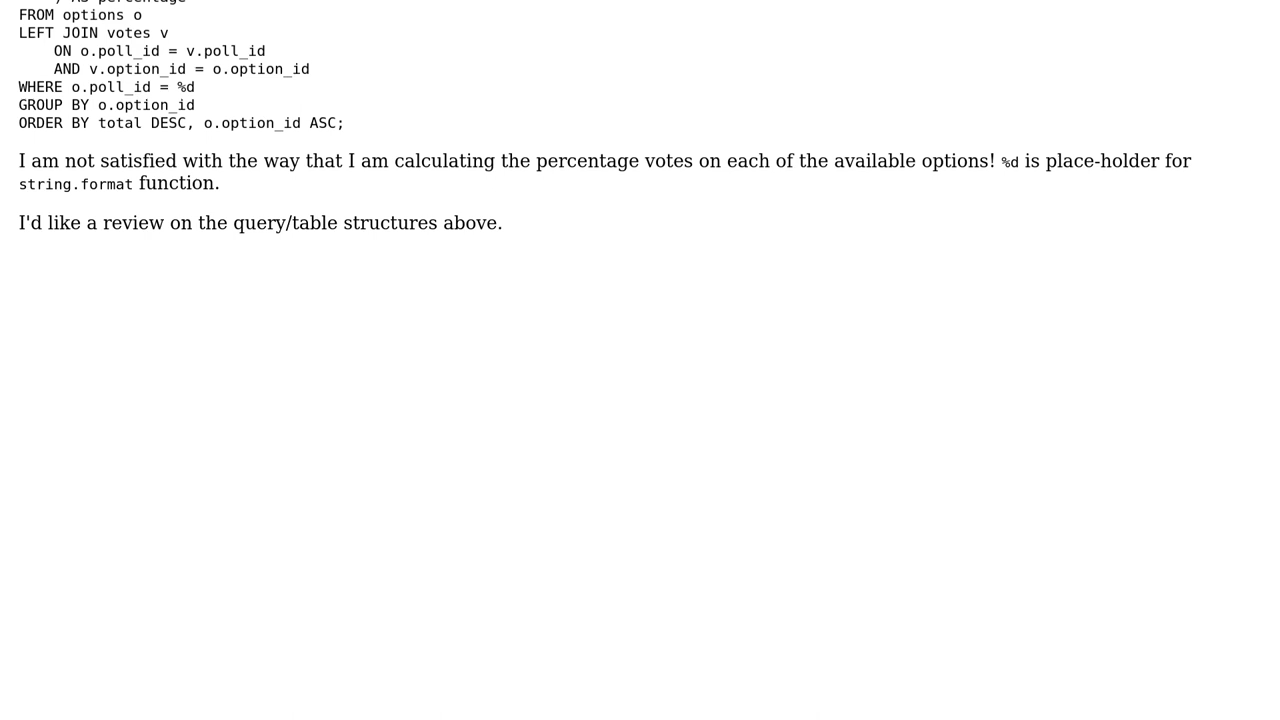 ) AS percentage
FROM options o
LEFT JOIN votes v
    ON o.poll_id = v.poll_id
    AND v.option_id = o.option_id
WHERE o.poll_id = %d
GROUP BY o.option_id
ORDER BY total DESC, o.option_id ASC;
I am not satisfied with the way that I am calculating the percentage votes on each of the available options! %d is place-holder for
string.format function.
I'd like a review on the query/table structures above.